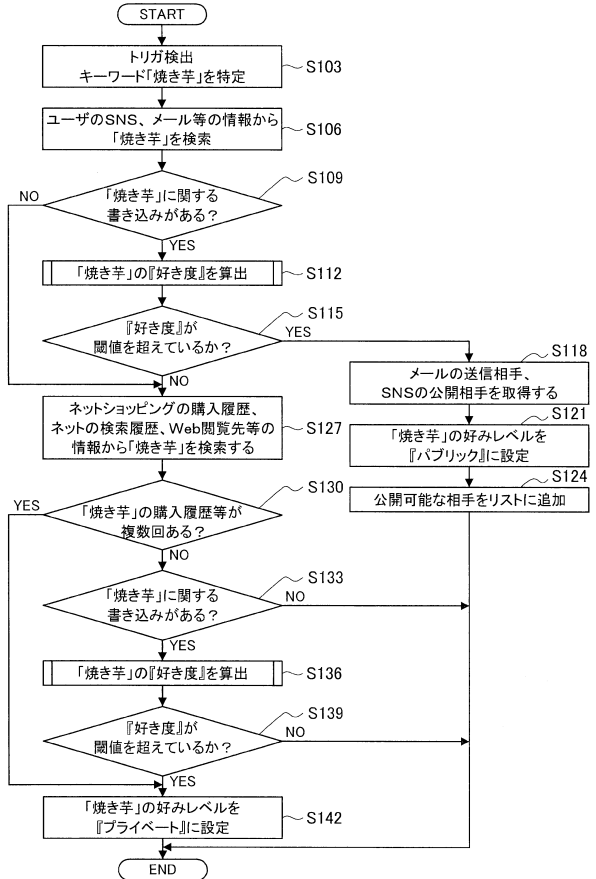 START
トリガ検出
キーワード「焼き芋」を特定
S103
ユーザのSNS、メール等の情報から
「焼き芋」を検索
S106
「焼き芋」に関する
書き込みがある?
S109
NO
YES
「焼き芋」の『好き度』を算出
S112
『好き度』が
閾値を超えているか?
S115
YES
NO
メールの送信相手、
SNSの公開相手を取得する
S118
「焼き芋」の好みレベルを
『パブリック』に設定
S121
公開可能な相手をリストに追加
S124
ネットショッピングの購入履歴、
ネットの検索履歴、Web閲覧先等の
情報から「焼き芋」を検索する
S127
「焼き芋」の購入履歴等が
複数回ある?
S130
YES
NO
「焼き芋」に関する
書き込みがある?
S133
NO
YES
「焼き芋」の『好き度』を算出
S136
『好き度』が
閾値を超えているか?
S139
NO
YES
「焼き芋」の好みレベルを
『プライベート』に設定
S142
END